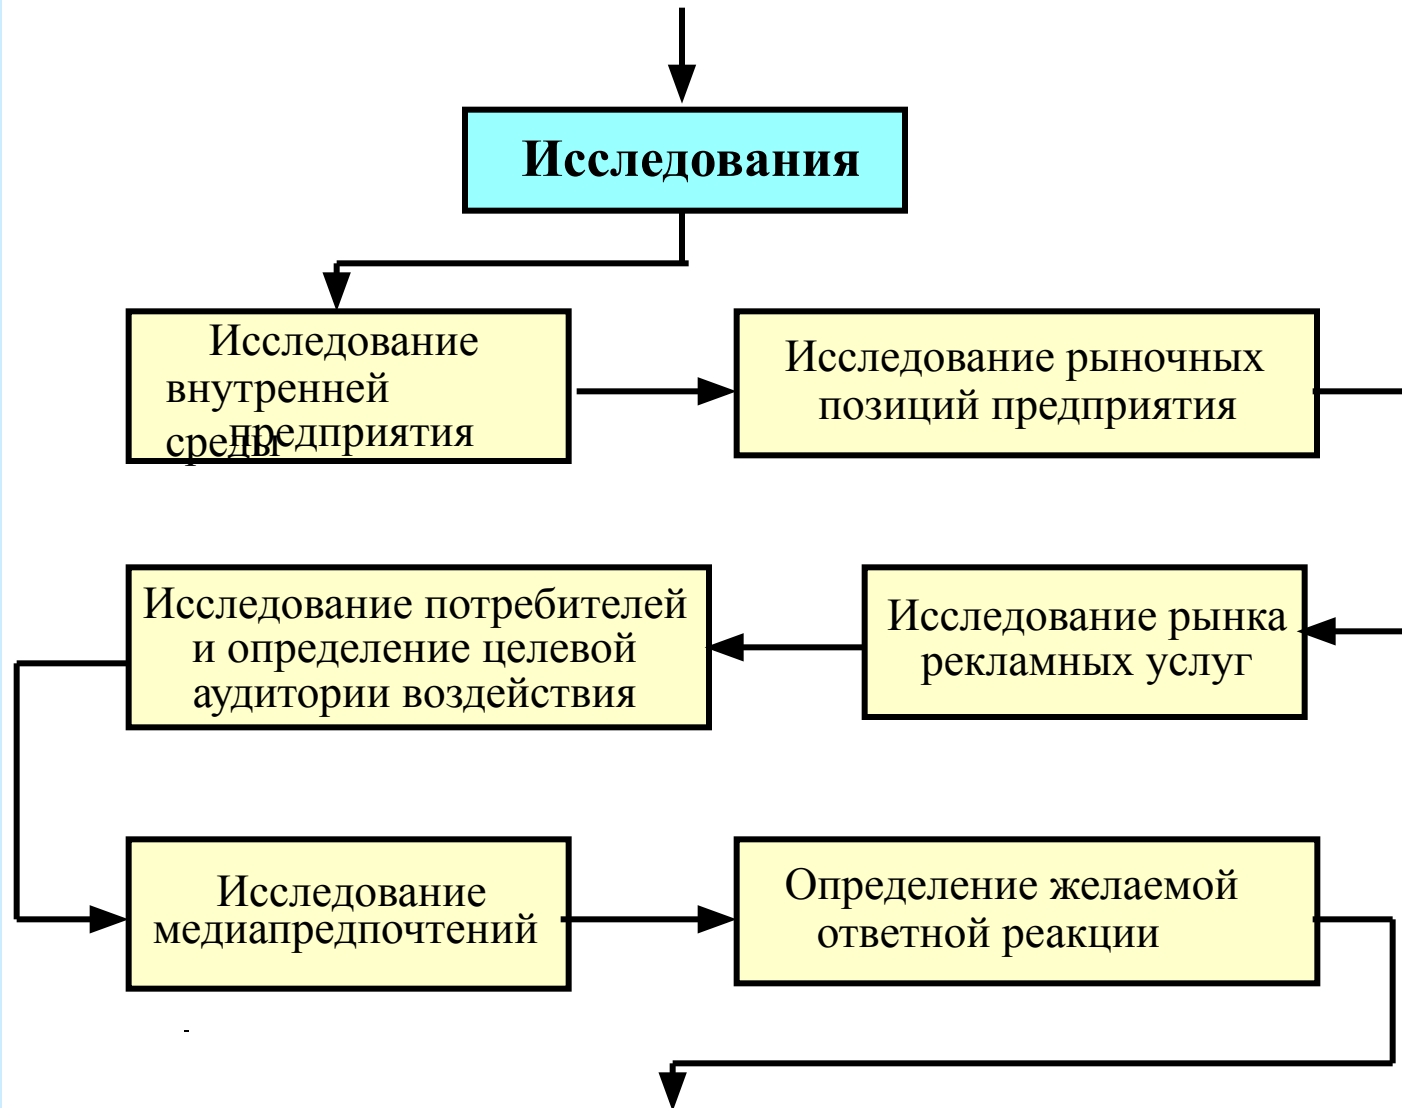 Исследования
Исследование
внутренней
среды
предприятия
Исследование рыночных
позиций предприятия
Исследование потребителей
и определение целевой
аудитории воздействия
Исследование рынка
рекламных услуг
Исследование
медиапредпочтений
Определение желаемой
ответной реакции
-